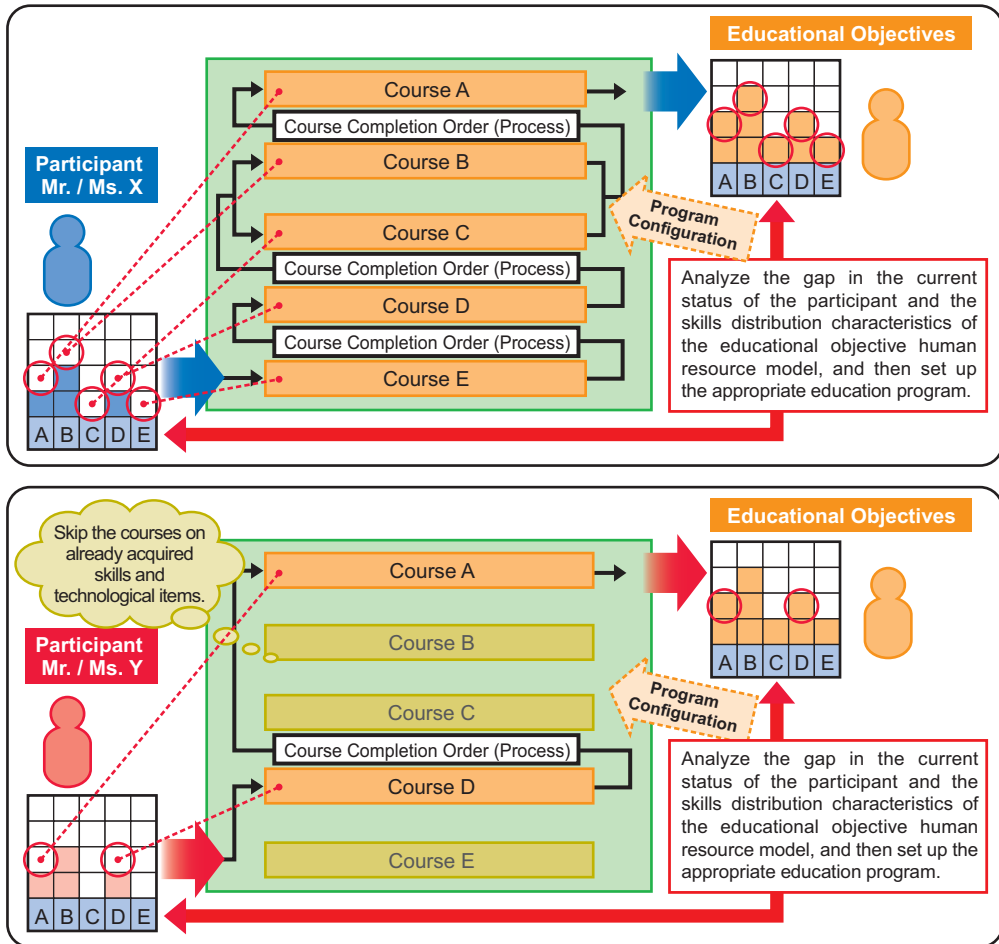 Educational Objectives
Course A
Course Completion Order (Process)
Participant
Mr. / Ms. X
Course B
A B C D E
Program
Configuration
Course C
Course Completion Order (Process)
Course D
Course Completion Order (Process)
Course E
Analyze the gap in the current
status of the participant and the
skills distribution characteristics of
the educational objective human
resource model, and then set up
the appropriate education program.
A B C D E
Skip the courses on
already acquired
skills and
technological items.
Educational Objectives
Course A
Participant
Mr. / Ms. Y
Course B
A B C D E
Program
Configuration
Course C
Course Completion Order (Process)
Course D
Course E
Analyze the gap in the current
status of the participant and the
skills distribution characteristics of
the educational objective human
resource model, and then set up the
appropriate education program.
A B C D E